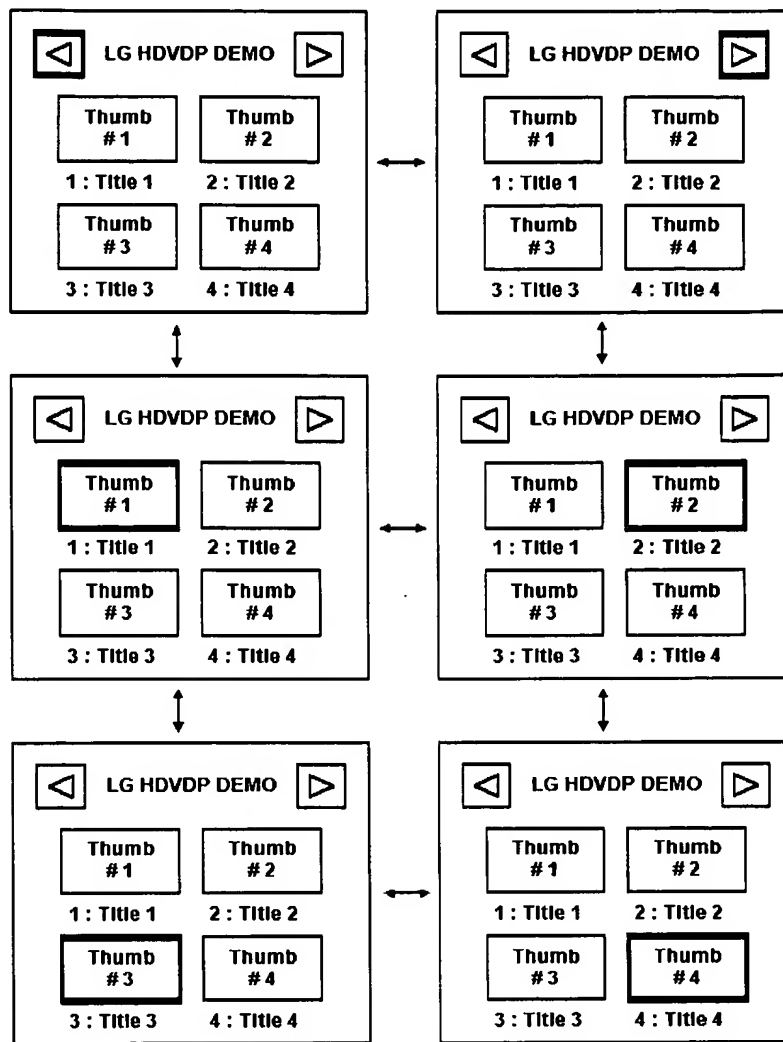 LG HDVDP DEMO
Thumb Thumb
#1 #2
1 : Title 1 2 : Title 2
Thumb Thumb
#3 #4
3 : Title 3 4 : Title 4
LG HDVDP DEMO
Thumb Thumb
#1 #2
1 : Title 1 2 : Title 2
Thumb Thumb
#3 #4
3 : Title 3 4 : Title 4
LG HDVDP DEMO
Thumb Thumb
#1 #2
1 : Title 1 2 : Title 2
Thumb Thumb
#3 #4
3 : Title 3 4 : Title 4
LG HDVDP DEMO
Thumb Thumb
#1 #2
1 : Title 1 2 : Title 2
Thumb Thumb
#3 #4
3 : Title 3 4 : Title 4
LG HDVDP DEMO
Thumb Thumb
#1 #2
1 : Title 1 2 : Title 2
Thumb Thumb
#3 #4
3 : Title 3 4 : Title 4
LG HDVDP DEMO
Thumb Thumb
#1 #2
1 : Title 1 2 : Title 2
Thumb Thumb
#3 #4
3 : Title 3 4 : Title 4